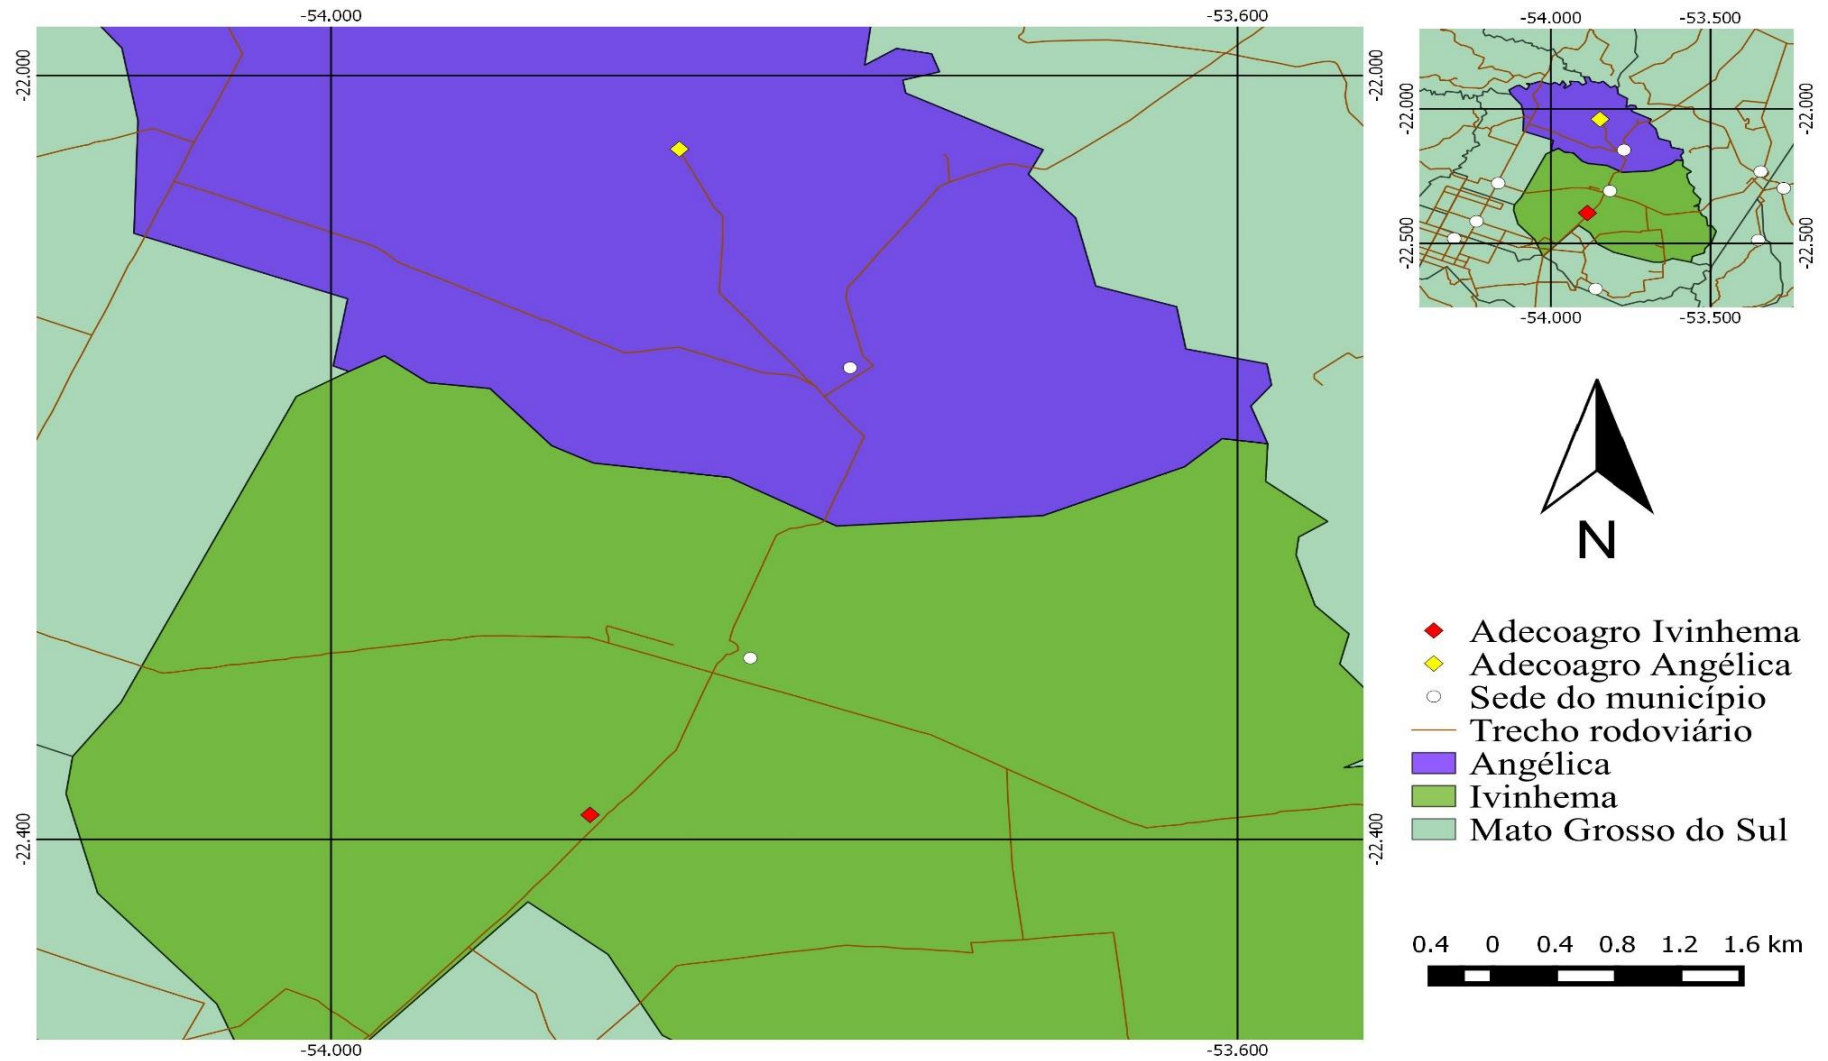 -54.000
-53.600
-22.000
-22.000
-22.400
-22.400
-54.000
-53.600
-54.000
-53.500
-22.000
-22.000
-22.500
-22.500
-54.000
-53.500
N
Adecoagro Ivinhema
Adecoagro Angélica
Sede do município
Trecho rodoviário
Angélica
Ivinhema
Mato Grosso do Sul
0.4 0 0.4 0.8 1.2 1.6 km